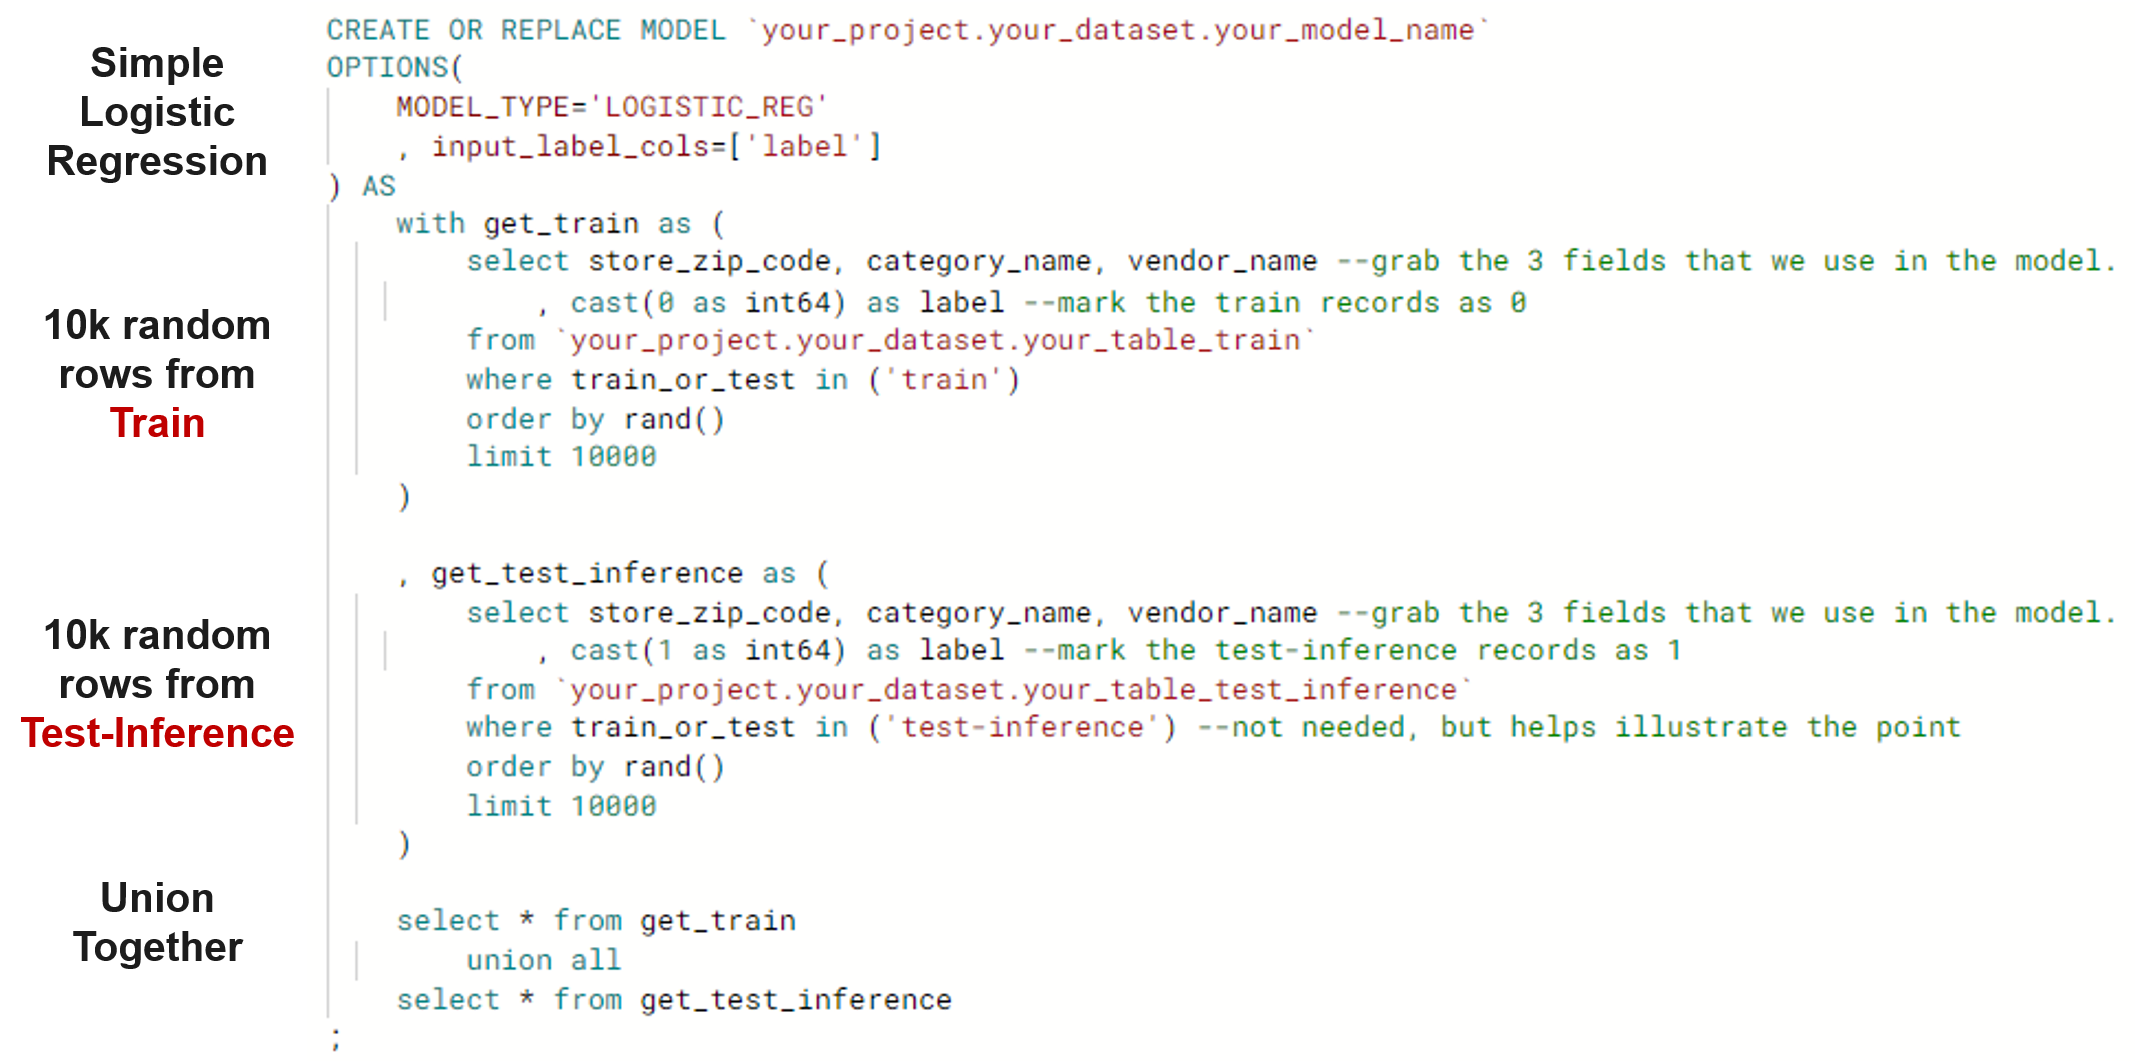 Simple
Logistic
Regression
CREATE OR REPLACE MODEL `your_project.your_dataset.your_model_name`
OPTIONS(
MODEL_TYPE='LOGISTIC_REG'
, input_label_cols=['label']
) AS
10k random
rows from
Train
with get_train as (
select store_zip_code, category_name, vendor_name --grab the 3 fields that we use in the model.
, cast(0 as int64) as label --mark the train records as 0
from `your_project.your_dataset.your_table_train`
where train_or_test in ('train')
order by rand()
limit 10000
)
10k random
rows from
Test-Inference
, get_test_inference as (
select store_zip_code, category_name, vendor_name --grab the 3 fields that we use in the model.
, cast(1 as int64) as label --mark the test-inference records as 1
from `your_project.your_dataset.your_table_test_inference`
where train_or_test in ('test-inference') --not needed, but helps illustrate the point
order by rand()
limit 10000
)
Union
Together
select * from get_train
union all
select * from get_test_inference
;